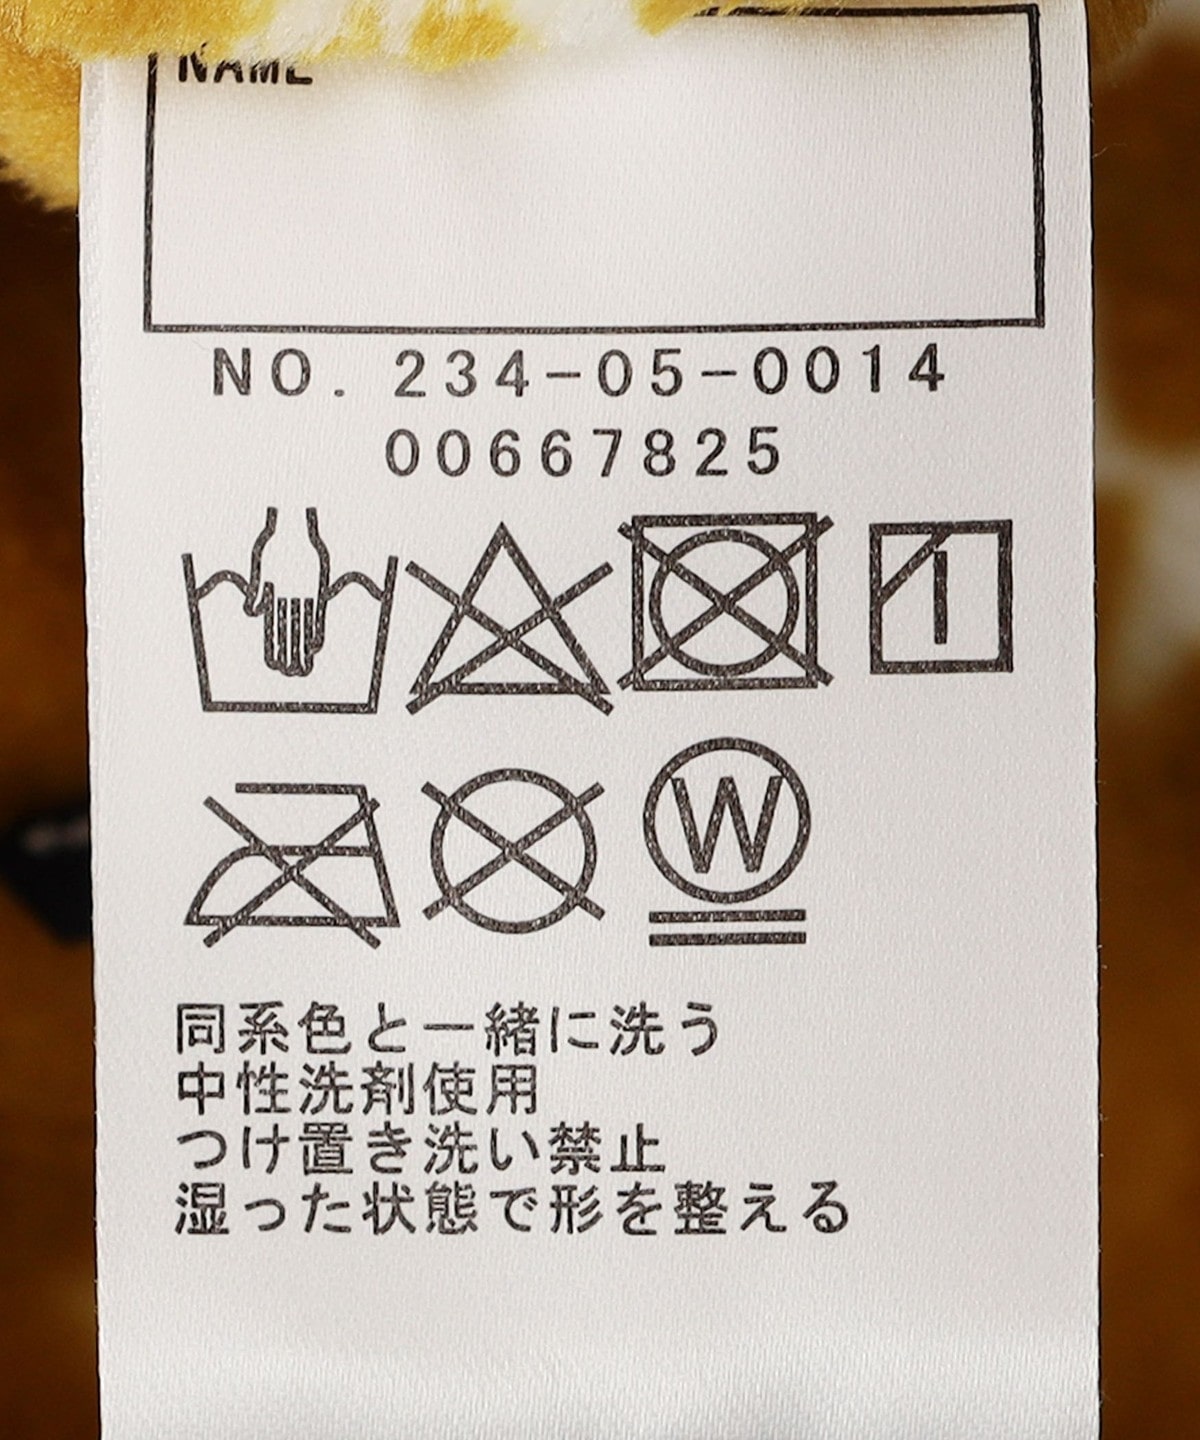 NAME
NO. 234-05-0014
00667825
W
同系色と一緒に洗う
中性洗剤使用
つけ置き洗い禁止
湿った状態で形を整える